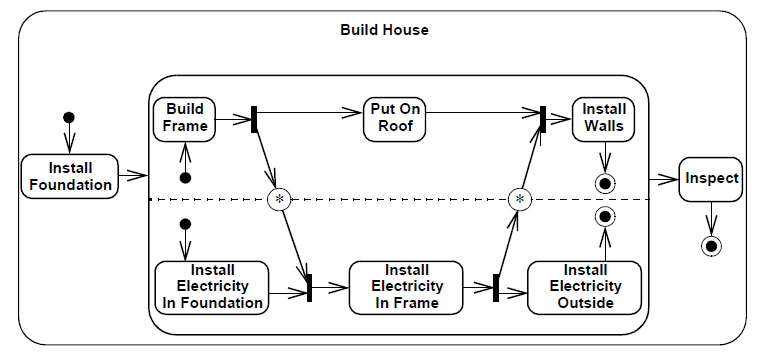 Build House
Build
Frame
Put On
Roof
Install
Walls
Install
Foundation
Inspect
*
*
Install
Electricity
In Foundation
Install
Electricity
In Frame
Install
Electricity
Outside